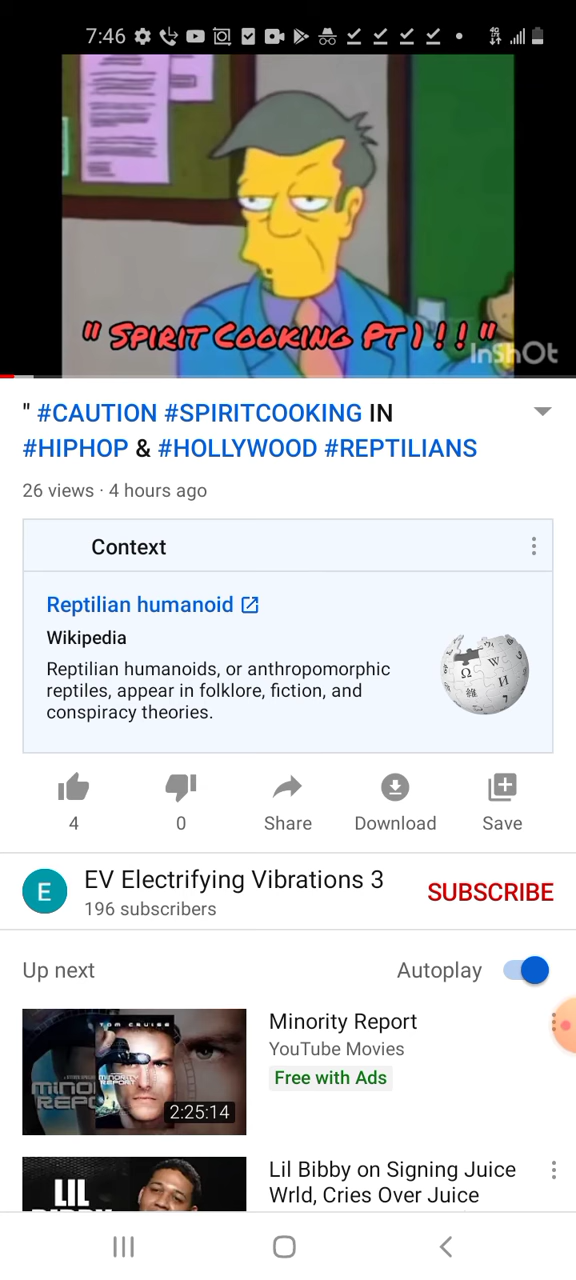 7:46
" SPIRIT COOKING PT 1 ! ! "
InShOt
" #CAUTION #SPIRITCOOKING IN
#HIPHOP & #HOLLYWOOD #REPTILIANS
26 views · 4 hours ago
Context
Reptilian humanoid
Wikipedia
Reptilian humanoids, or anthropomorphic
reptiles, appear in folklore, fiction, and
conspiracy theories.
4
0
Share
Download
Save
E
EV Electrifying Vibrations 3
196 subscribers
SUBSCRIBE
Up next
Autoplay
TOM CRUISE
MINORITY
REPORT
2:25:14
Minority Report
YouTube Movies
Free with Ads
LIL
Lil Bibby on Signing Juice
Wrld, Cries Over Juice